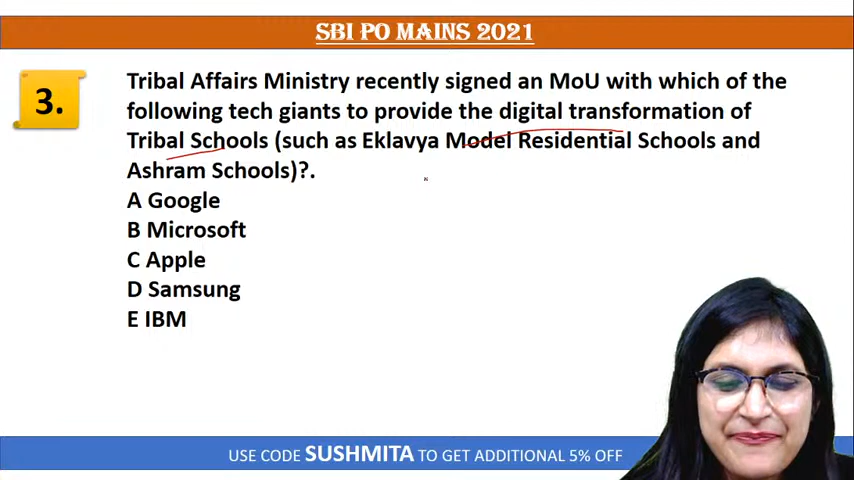 SBI PO MAINS 2021
3.
Tribal Affairs Ministry recently signed an MoU with which of the
following tech giants to provide the digital transformation of
Tribal Schools (such as Eklavya Model Residential Schools and
Ashram Schools)?.
A Google
B Microsoft
C Apple
D Samsung
E IBM
USE CODE SUSHMITA TO GET ADDITIONAL 5% OFF